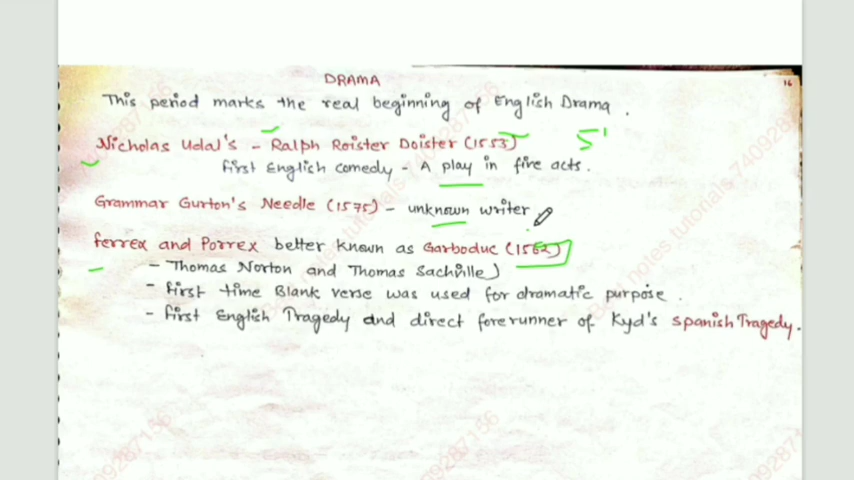 DRAMA
16
This period marks the real beginning of English Drama.
Nicholas Udal's - Ralph Roister Doister (1553)
5'
first English comedy - A play in five acts.
Grammar Gurton's Needle (1575) - unknown writer
ferrex and Porrex better known as Garboduc (1562)
- Thomas Norton and Thomas Sachville)
- first time Blank verse was used for dramatic purpose.
- first English Tragedy and direct forerunner of Kyd's Spanish Tragedy.